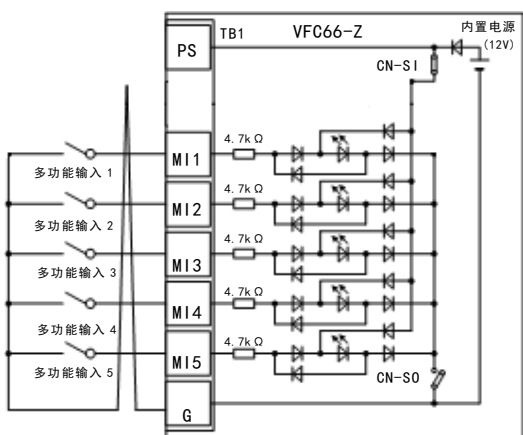 TB1
VFC66-Z
内置电源
(12V)
PS
CN-SI
MI1
4.7kΩ
多功能输入 1
MI2
4.7kΩ
多功能输入 2
MI3
4.7kΩ
多功能输入 3
MI4
4.7kΩ
多功能输入 4
MI5
4.7kΩ
多功能输入 5
CN-SO
G